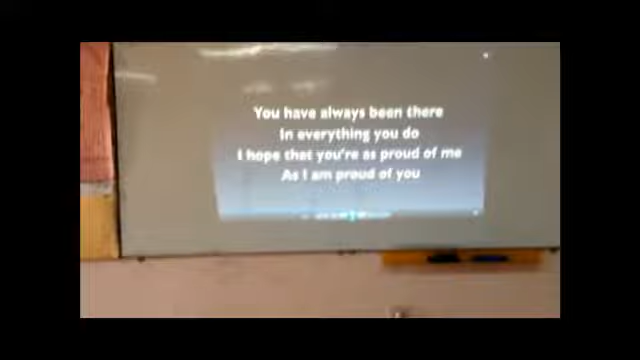 You have always been there
In everything you do
I hope that you're as proud of me
As I am proud of you